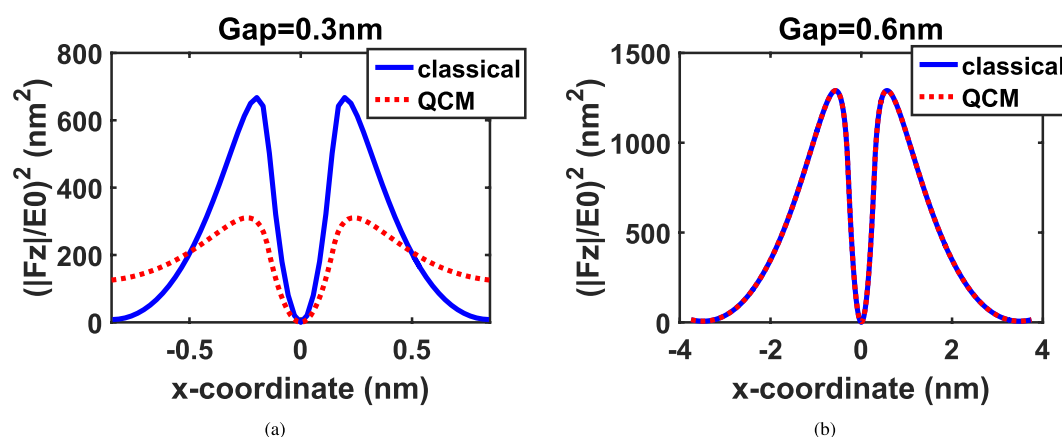 Gap=0.3nm
classical
QCM
800
600
400
200
0
(|Fz|/E0)² (nm²)
-0.5 0 0.5
x-coordinate (nm)
(a)
Gap=0.6nm
classical
QCM
1500
1000
500
0
(|Fz|/E0)² (nm²)
-4 -2 0 2 4
x-coordinate (nm)
(b)